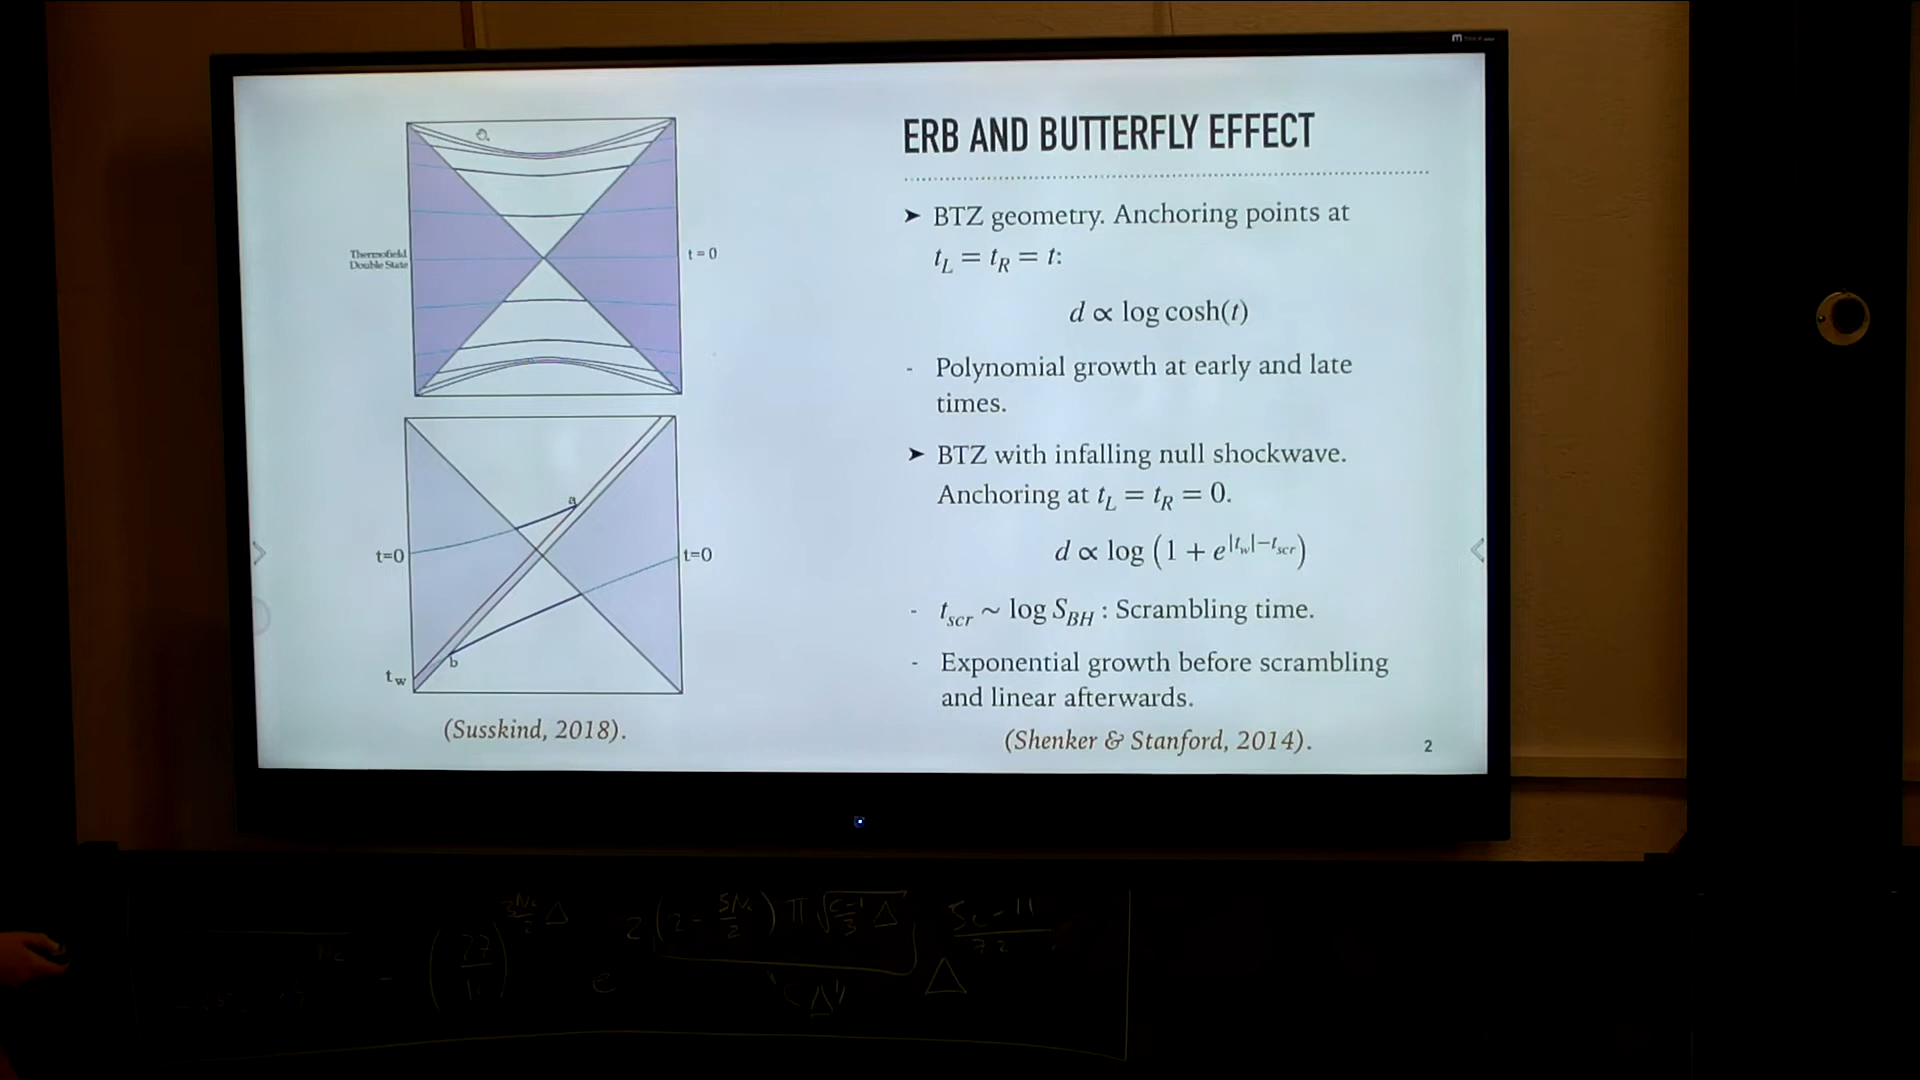 ERB AND BUTTERFLY EFFECT
➤ BTZ geometry. Anchoring points at
t_L = t_R = t:
d ∝ log cosh(t)
- Polynomial growth at early and late
times.
➤ BTZ with infalling null shockwave.
Anchoring at t_L = t_R = 0.
d ∝ log (1 + e^{|t_w|−t_scr})
- t_scr ∼ log S_BH : Scrambling time.
- Exponential growth before scrambling
and linear afterwards.
(Shenker & Stanford, 2014).
2
Thermofield
Double State
t = 0
a
t=0
t=0
b
t_w
(Susskind, 2018).